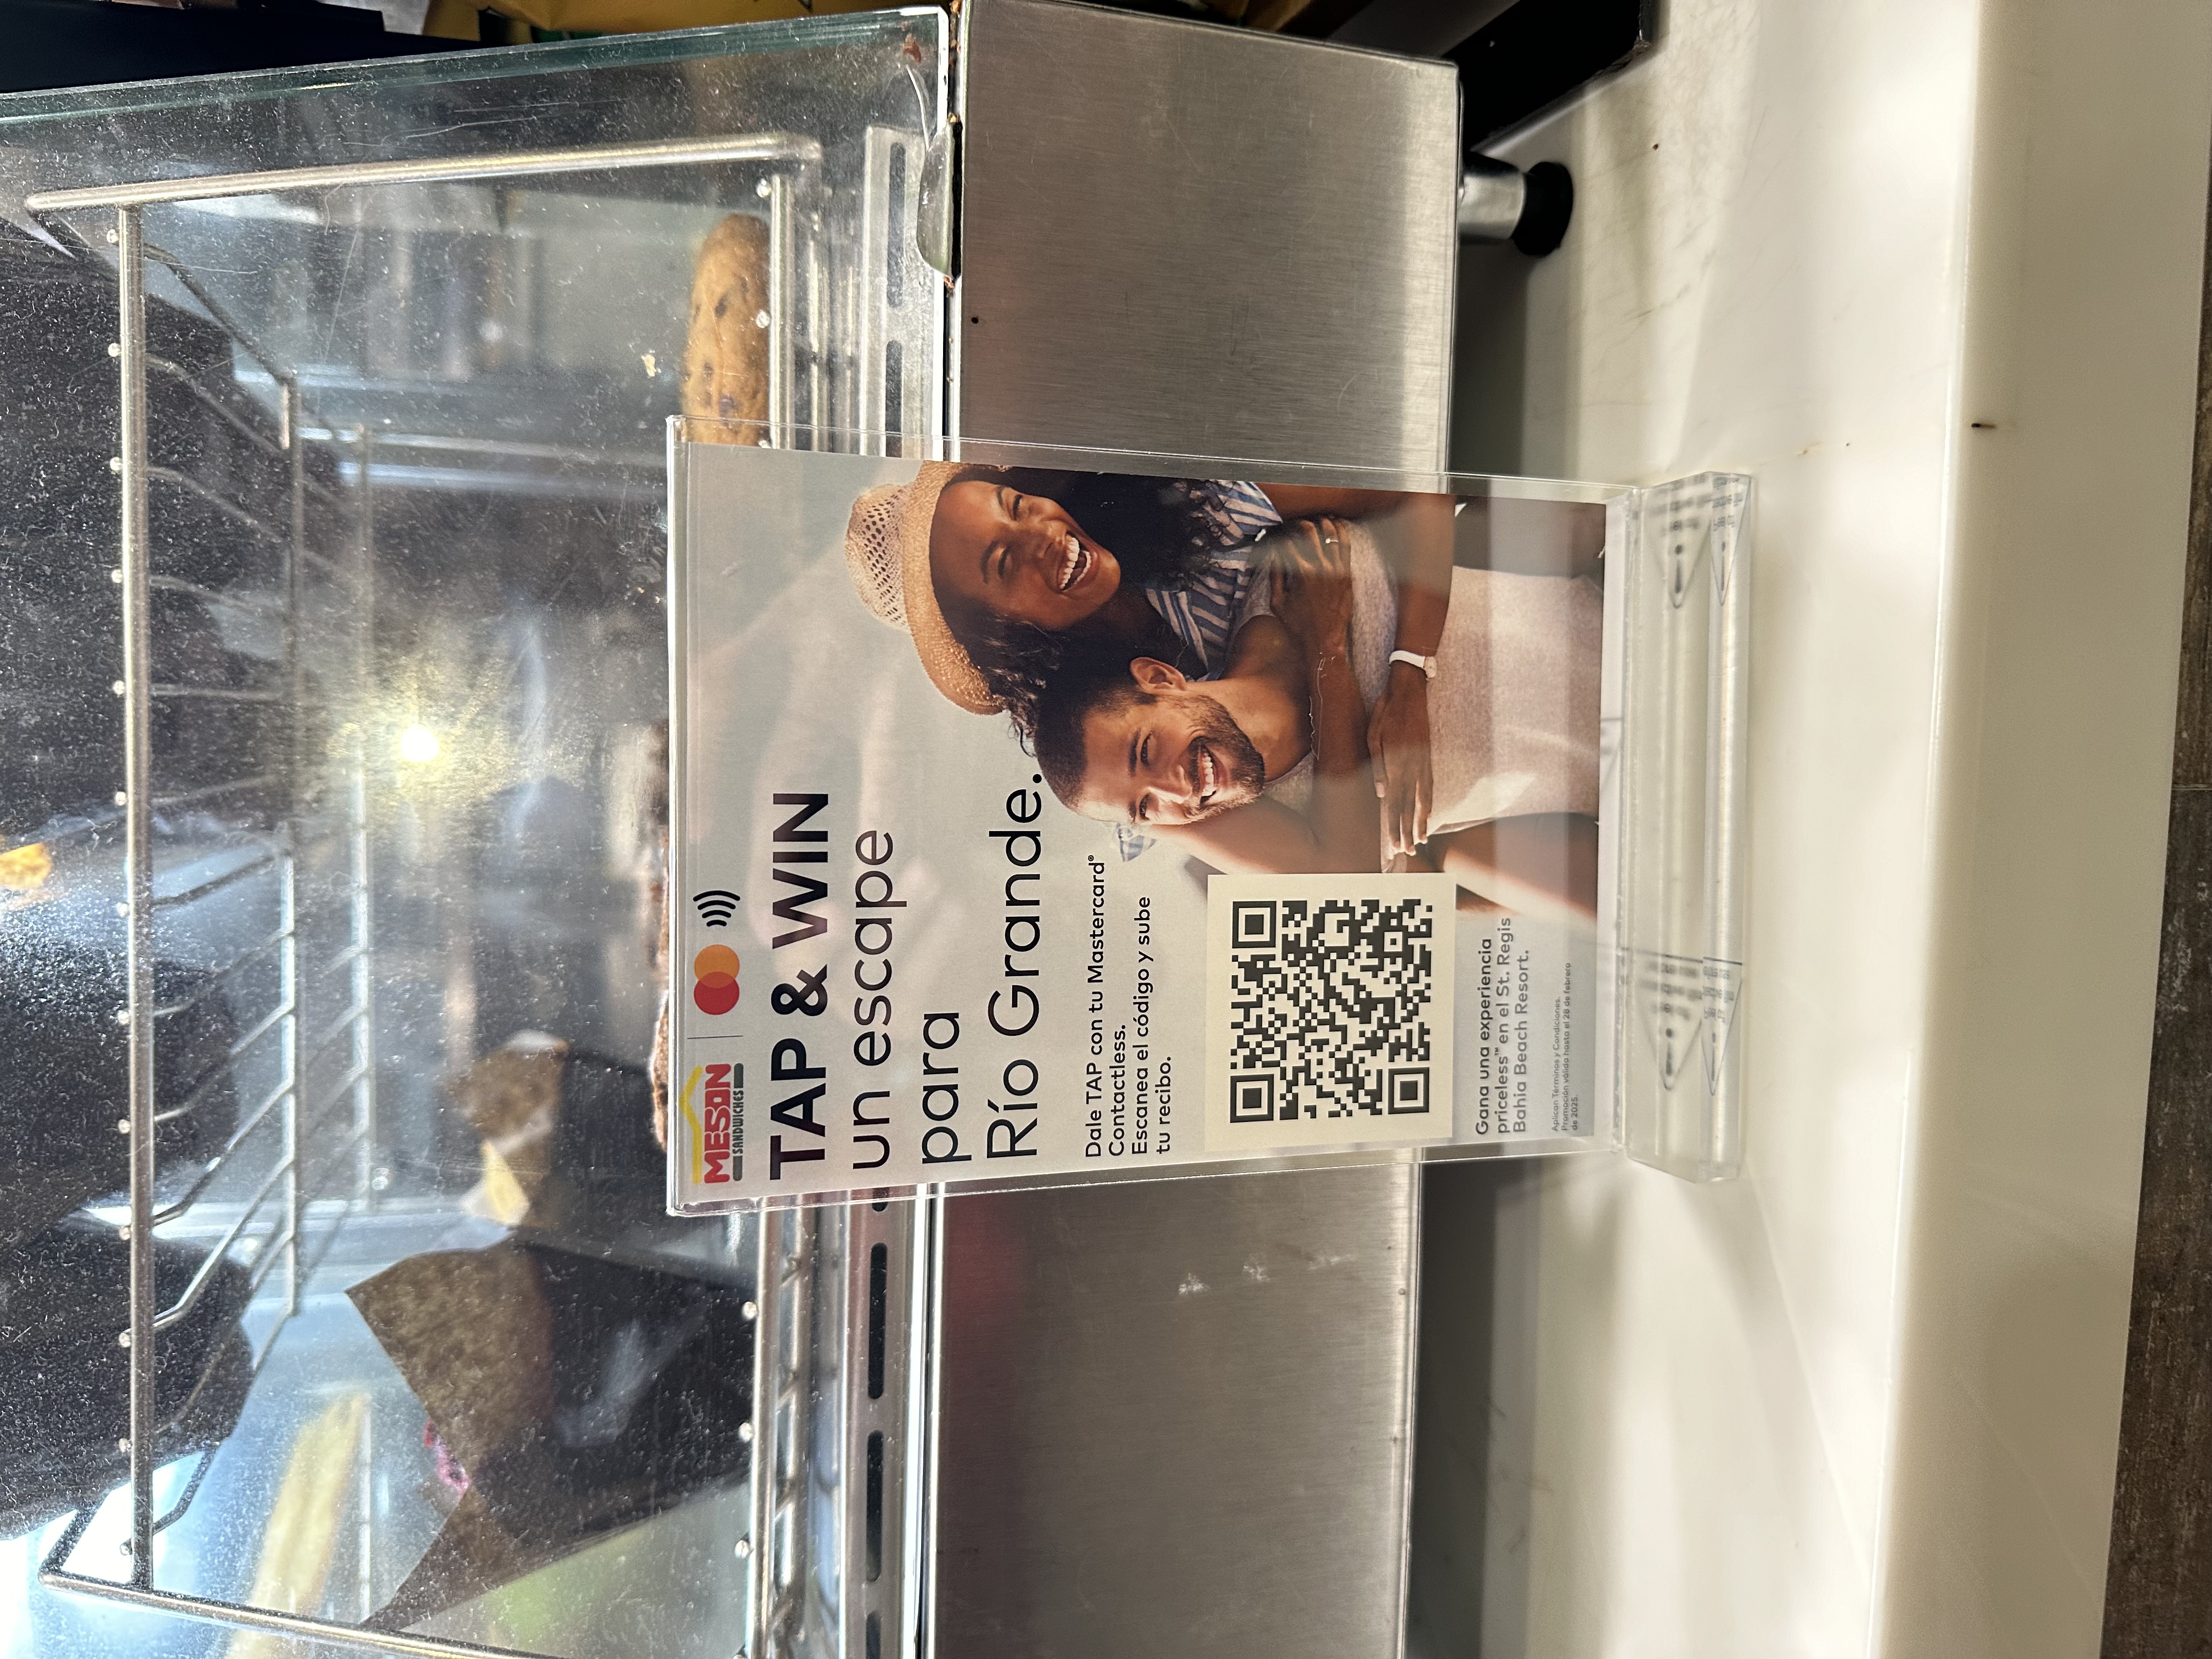 MESON
SANDWICHES
TAP & WIN
un escape
para
Río Grande.
Dale TAP con tu Mastercard®
Contactless.
Escanea el código y sube
tu recibo.
Gana una experiencia
priceless™ en el St. Regis
Bahia Beach Resort.
Aplican Términos y Condiciones.
Promoción válida hasta el 28 de febrero
de 2025.